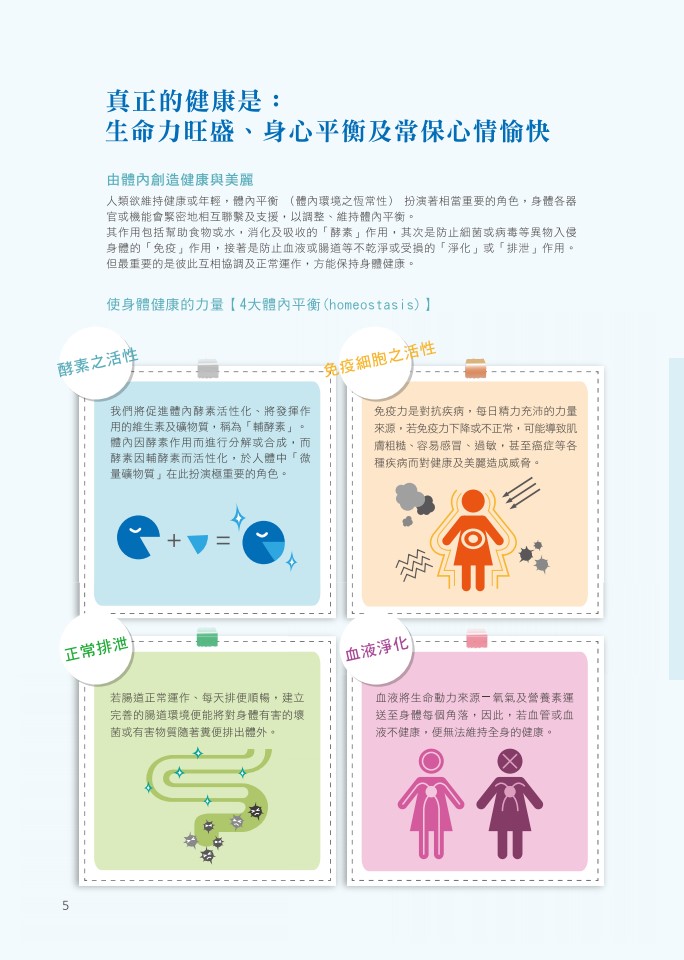 真正的健康是：
生命力旺盛、身心平衡及常保心情愉快
由體內創造健康與美麗
人類欲維持健康或年輕，體內平衡 （體內環境之恆常性） 扮演著相當重要的角色，身體各器
官或機能會緊密地相互聯繫及支援，以調整、維持體內平衡。
其作用包括幫助食物或水，消化及吸收的「酵素」作用，其次是防止細菌或病毒等異物入侵
身體的「免疫」作用，接著是防止血液或腸道等不乾淨或受損的「淨化」或「排泄」作用。
但最重要的是彼此互相協調及正常運作，方能保持身體健康。
使身體健康的力量【4大體內平衡(homeostasis)】
酵素之活性
我們將促進體內酵素活性化、將發揮作
用的維生素及礦物質，稱為「輔酵素」。
體內因酵素作用而進行分解或合成，而
酵素因輔酵素而活性化，於人體中「微
量礦物質」在此扮演極重要的角色。
+ =
免疫細胞之活性
免疫力是對抗疾病，每日精力充沛的力量
來源，若免疫力下降或不正常，可能導致肌
膚粗糙、容易感冒、過敏，甚至癌症等各
種疾病而對健康及美麗造成威脅。
正常排泄
若腸道正常運作、每天排便順暢，建立
完善的腸道環境便能將對身體有害的壞
菌或有害物質隨著糞便排出體外。
血液淨化
血液將生命動力來源－氧氣及營養素運
送至身體每個角落，因此，若血管或血
液不健康，便無法維持全身的健康。
5